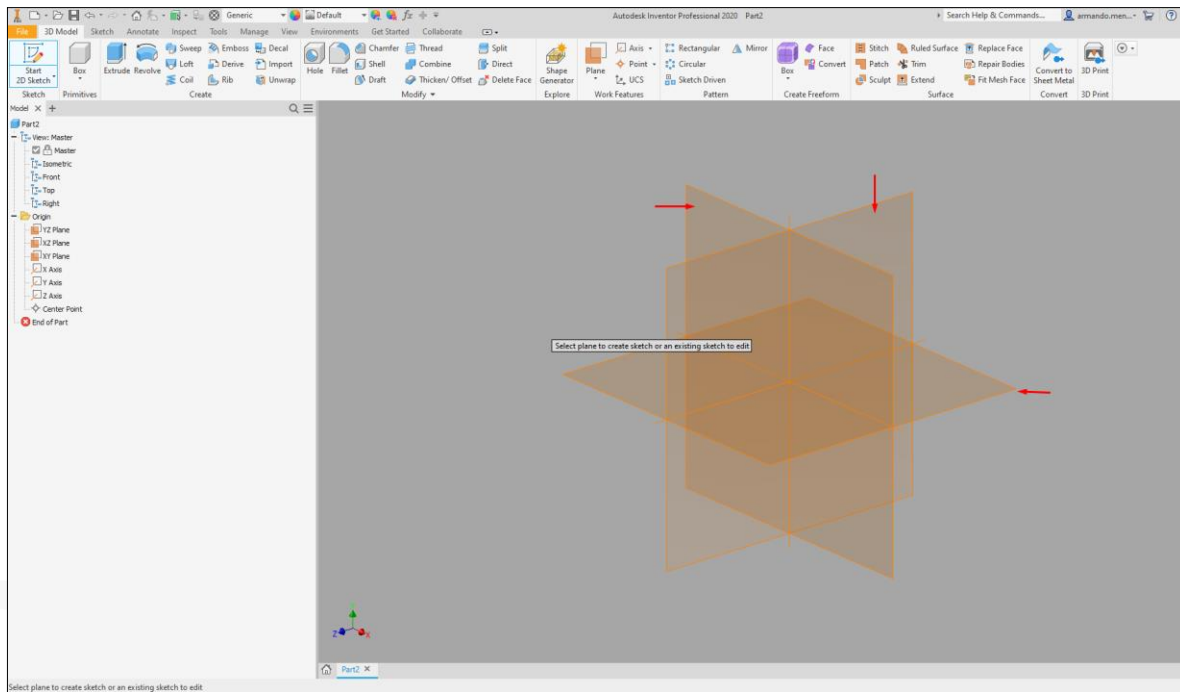 Generic Default fx Autodesk Inventor Professional 2020 Part2 Search Help & Commands... armando.men...
File 3D Model Sketch Annotate Inspect Tools Manage View Environments Get Started Collaborate
Start 2D Sketch
Box
Extrude
Revolve
Sweep Emboss Decal
Loft Derive Import
Coil Rib Unwrap
Hole
Fillet
Chamfer Thread Split
Shell Combine Direct
Draft Thicken/ Offset Delete Face
Shape Generator
Plane
Axis
Point
UCS
Rectangular Mirror
Circular
Sketch Driven
Box
Face
Convert
Stitch Ruled Surface Replace Face
Patch Trim Repair Bodies
Sculpt Extend Fit Mesh Face
Convert to Sheet Metal
3D Print
Sketch Primitives Create Modify Explore Work Features Pattern Create Freeform Surface Convert 3D Print
Model
Part2
View: Master
Master
Isometric
Front
Top
Right
Origin
YZ Plane
XZ Plane
XY Plane
X Axis
Y Axis
Z Axis
Center Point
End of Part
Select plane to create sketch or an existing sketch to edit
Z X
Part2
Select plane to create sketch or an existing sketch to edit